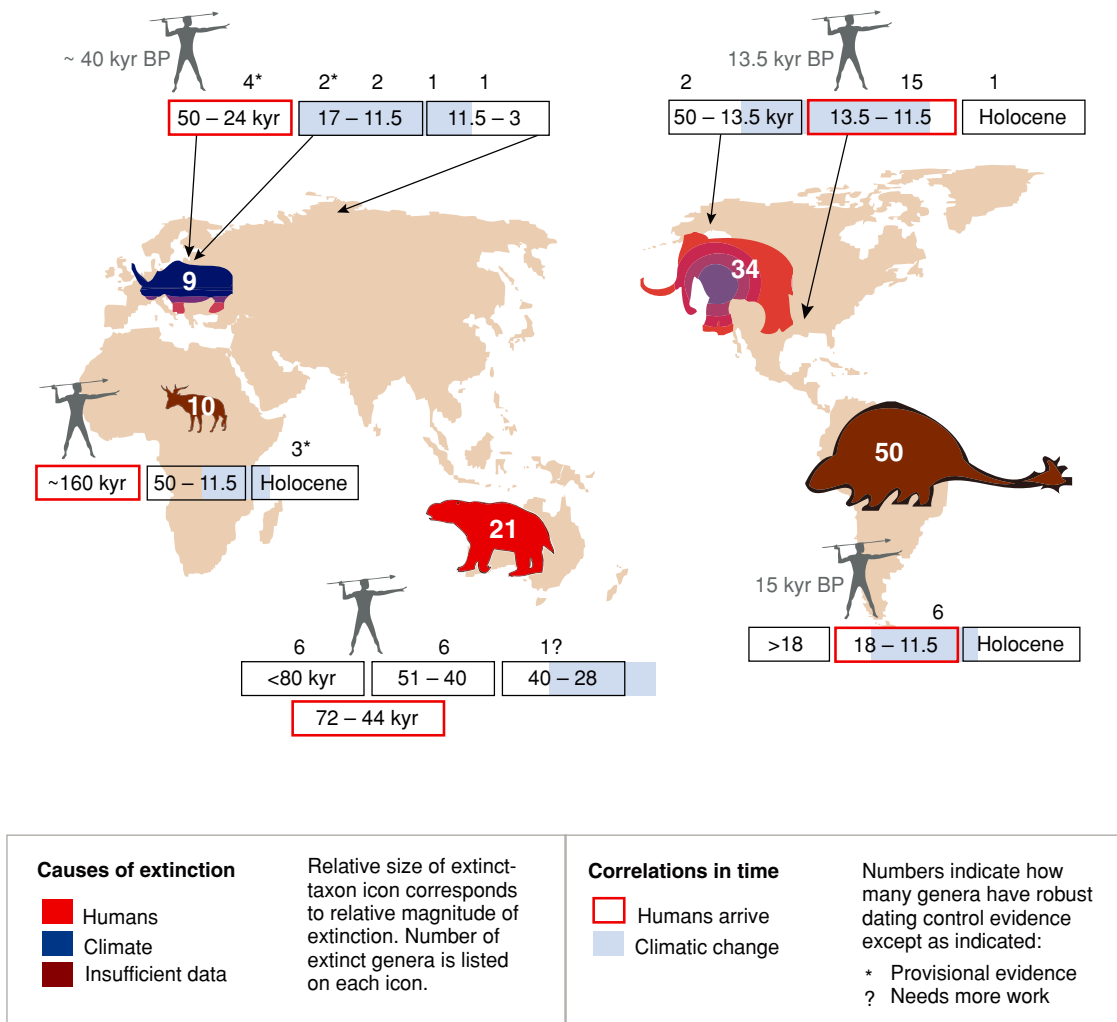 ~ 40 kyr BP
4* 2* 2 1 1
50 – 24 kyr 17 – 11.5 11.5 – 3
13.5 kyr BP
2 15 1
50 – 13.5 kyr 13.5 – 11.5 Holocene
9
34
10
3*
~160 kyr 50 – 11.5 Holocene
50
21
15 kyr BP
6
>18 18 – 11.5 Holocene
6 6 1?
<80 kyr 51 – 40 40 – 28
72 – 44 kyr
Causes of extinction
Humans
Climate
Insufficient data
Relative size of extinct-
taxon icon corresponds
to relative magnitude of
extinction. Number of
extinct genera is listed
on each icon.
Correlations in time
Humans arrive
Climatic change
Numbers indicate how
many genera have robust
dating control evidence
except as indicated:
* Provisional evidence
? Needs more work